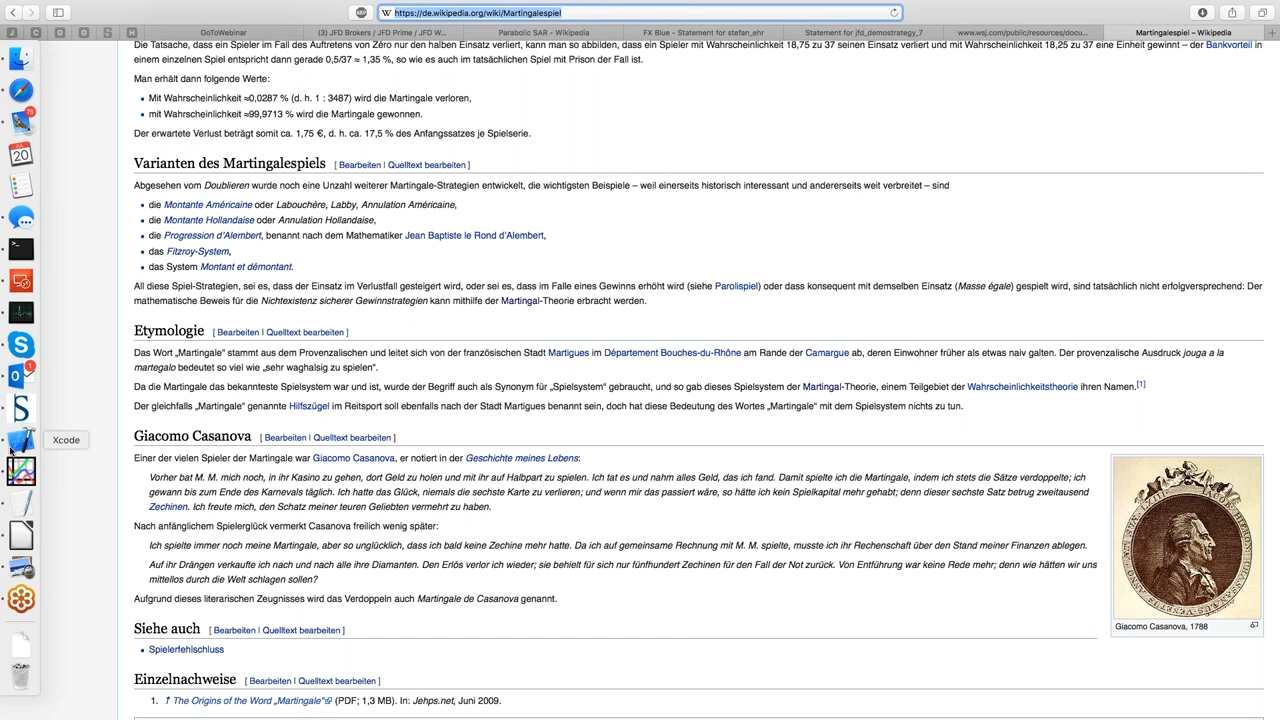 https://de.wikipedia.org/wiki/Martingalespiel
J C G G S H GoToWebinar (3) JFD Brokers / JFD Prime / JFD W... Parabolic SAR - Wikipedia FX Blue - Statement for stefan_ehr Statement for jfd_demostrategy_7 www.wsj.com/public/resources/docu... Martingalespiel – Wikipedia
Die Tatsache, dass ein Spieler im Fall des Auftretens von Zéro nur den halben Einsatz verliert, kann man so abbilden, dass ein Spieler mit Wahrscheinlichkeit 18,75 zu 37 seinen Einsatz verliert und mit Wahrscheinlichkeit 18,25 zu 37 eine Einheit gewinnt – der Bankvorteil in
einem einzelnen Spiel entspricht dann gerade 0,5/37 ≈ 1,35 %, so wie es auch im tatsächlichen Spiel mit Prison der Fall ist.
Man erhält dann folgende Werte:
• Mit Wahrscheinlichkeit ≈0,0287 % (d. h. 1 : 3487) wird die Martingale verloren,
• mit Wahrscheinlichkeit ≈99,9713 % wird die Martingale gewonnen.
Der erwartete Verlust beträgt somit ca. 1,75 €, d. h. ca. 17,5 % des Anfangssatzes je Spielserie.
Varianten des Martingalespiels [ Bearbeiten | Quelltext bearbeiten ]
Abgesehen vom Doublieren wurde noch eine Unzahl weiterer Martingale-Strategien entwickelt, die wichtigsten Beispiele – weil einerseits historisch interessant und andererseits weit verbreitet – sind
• die Montante Américaine oder Labouchère, Labby, Annulation Américaine,
• die Montante Hollandaise oder Annulation Hollandaise,
• die Progression d'Alembert, benannt nach dem Mathematiker Jean Baptiste le Rond d'Alembert,
• das Fitzroy-System,
• das System Montant et démontant.
All diese Spiel-Strategien, sei es, dass der Einsatz im Verlustfall gesteigert wird, oder sei es, dass im Falle eines Gewinns erhöht wird (siehe Parolispiel) oder dass konsequent mit demselben Einsatz (Masse égale) gespielt wird, sind tatsächlich nicht erfolgversprechend: Der
mathematische Beweis für die Nichtexistenz sicherer Gewinnstrategien kann mithilfe der Martingal-Theorie erbracht werden.
Etymologie [ Bearbeiten | Quelltext bearbeiten ]
Das Wort „Martingale“ stammt aus dem Provenzalischen und leitet sich von der französischen Stadt Martigues im Département Bouches-du-Rhône am Rande der Camargue ab, deren Einwohner früher als etwas naiv galten. Der provenzalische Ausdruck jouga a la
martegalo bedeutet so viel wie „sehr waghalsig zu spielen“.
Da die Martingale das bekannteste Spielsystem war und ist, wurde der Begriff auch als Synonym für „Spielsystem“ gebraucht, und so gab dieses Spielsystem der Martingal-Theorie, einem Teilgebiet der Wahrscheinlichkeitstheorie ihren Namen.[1]
Der gleichfalls „Martingale“ genannte Hilfszügel im Reitsport soll ebenfalls nach der Stadt Martigues benannt sein, doch hat diese Bedeutung des Wortes „Martingale“ mit dem Spielsystem nichts zu tun.
Xcode
Giacomo Casanova [ Bearbeiten | Quelltext bearbeiten ]
Einer der vielen Spieler der Martingale war Giacomo Casanova, er notiert in der Geschichte meines Lebens:
Vorher bat M. M. mich noch, in ihr Kasino zu gehen, dort Geld zu holen und mit ihr auf Halbpart zu spielen. Ich tat es und nahm alles Geld, das ich fand. Damit spielte ich die Martingale, indem ich stets die Sätze verdoppelte; ich
gewann bis zum Ende des Karnevals täglich. Ich hatte das Glück, niemals die sechste Karte zu verlieren; und wenn mir das passiert wäre, so hätte ich kein Spielkapital mehr gehabt; denn dieser sechste Satz betrug zweitausend
Zechinen. Ich freute mich, den Schatz meiner teuren Geliebten vermehrt zu haben.
Nach anfänglichem Spielerglück vermerkt Casanova freilich wenig später:
Ich spielte immer noch meine Martingale, aber so unglücklich, dass ich bald keine Zechine mehr hatte. Da ich auf gemeinsame Rechnung mit M. M. spielte, musste ich ihr Rechenschaft über den Stand meiner Finanzen ablegen.
Auf ihr Drängen verkaufte ich nach und nach alle ihre Diamanten. Den Erlös verlor ich wieder; sie behielt für sich nur fünfhundert Zechinen für den Fall der Not zurück. Von Entführung war keine Rede mehr; denn wie hätten wir uns
mittellos durch die Welt schlagen sollen?
Aufgrund dieses literarischen Zeugnisses wird das Verdoppeln auch Martingale de Casanova genannt.
Giacomo Casanova, 1788
Siehe auch [ Bearbeiten | Quelltext bearbeiten ]
• Spielerfehlschluss
Einzelnachweise [ Bearbeiten | Quelltext bearbeiten ]
1. ↑ The Origins of the Word „Martingale“ (PDF; 1,3 MB). In: Jehps.net, Juni 2009.